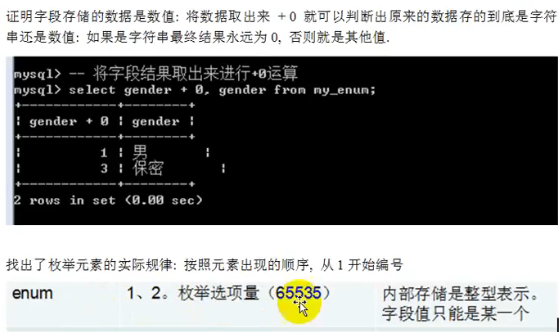 证明字段存储的数据是数值: 将数据取出来 + 0 就可以判断出原来的数据存的到底是字符
串还是数值: 如果是字符串最终结果永远为 0, 否则就是其他值.
mysql> -- 将字段结果取出来进行+0运算
mysql> select gender + 0, gender from my_enum;
+------------+--------+
| gender + 0 | gender |
+------------+--------+
| 1 | 男 |
| 3 | 保密 |
+------------+--------+
2 rows in set (0.00 sec)
找出了枚举元素的实际规律: 按照元素出现的顺序, 从 1 开始编号
enum 1、2。枚举选项量（65535） 内部存储是整型表示。
字段值只能是某一个